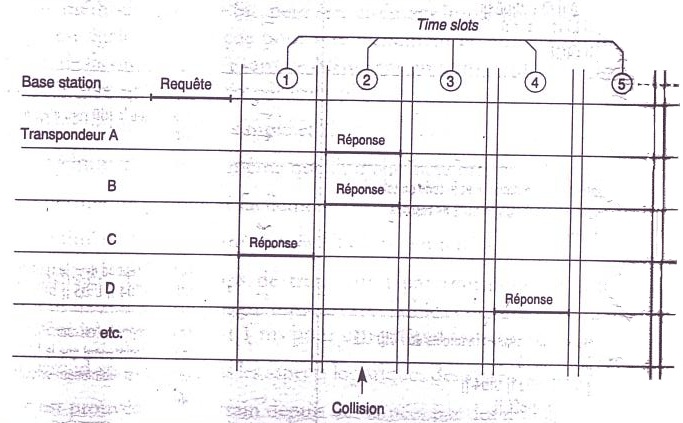 Time slots
Base station Requête 1 2 3 4 5
Transpondeur A Réponse
B Réponse
C Réponse
D Réponse
etc.
Collision